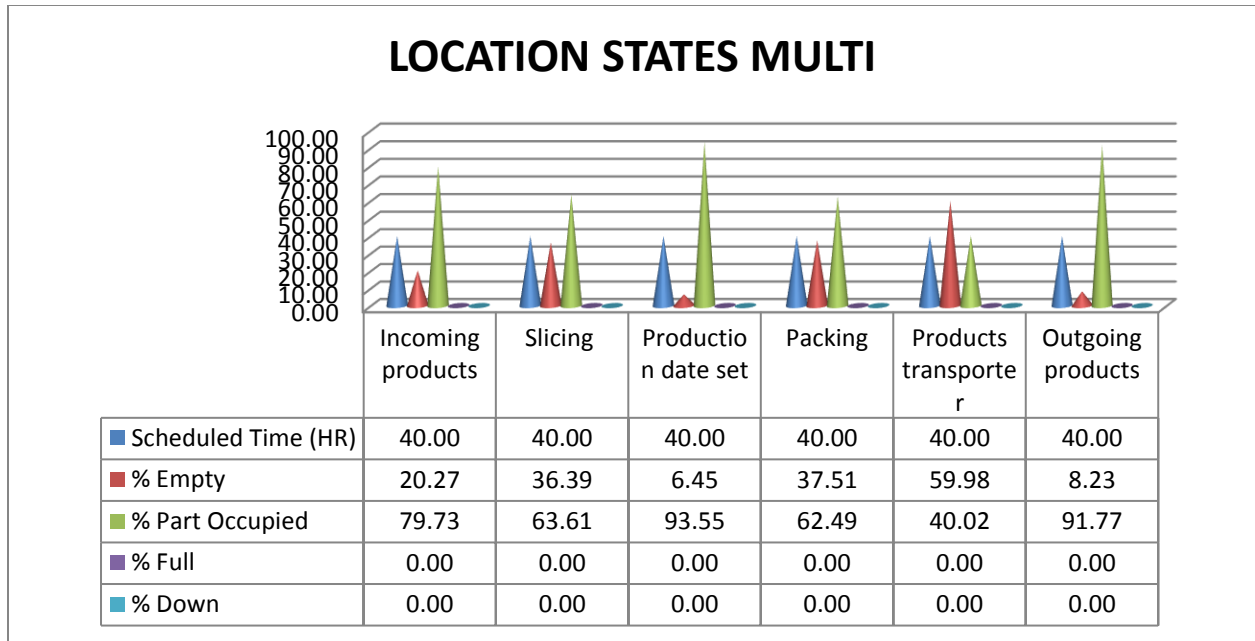 LOCATION STATES MULTI
100.00
90.00
80.00
70.00
60.00
50.00
40.00
30.00
20.00
10.00
0.00
Incoming products Slicing Productio n date set Packing Products transporte r Outgoing products
Scheduled Time (HR) 40.00 40.00 40.00 40.00 40.00 40.00
% Empty 20.27 36.39 6.45 37.51 59.98 8.23
% Part Occupied 79.73 63.61 93.55 62.49 40.02 91.77
% Full 0.00 0.00 0.00 0.00 0.00 0.00
% Down 0.00 0.00 0.00 0.00 0.00 0.00